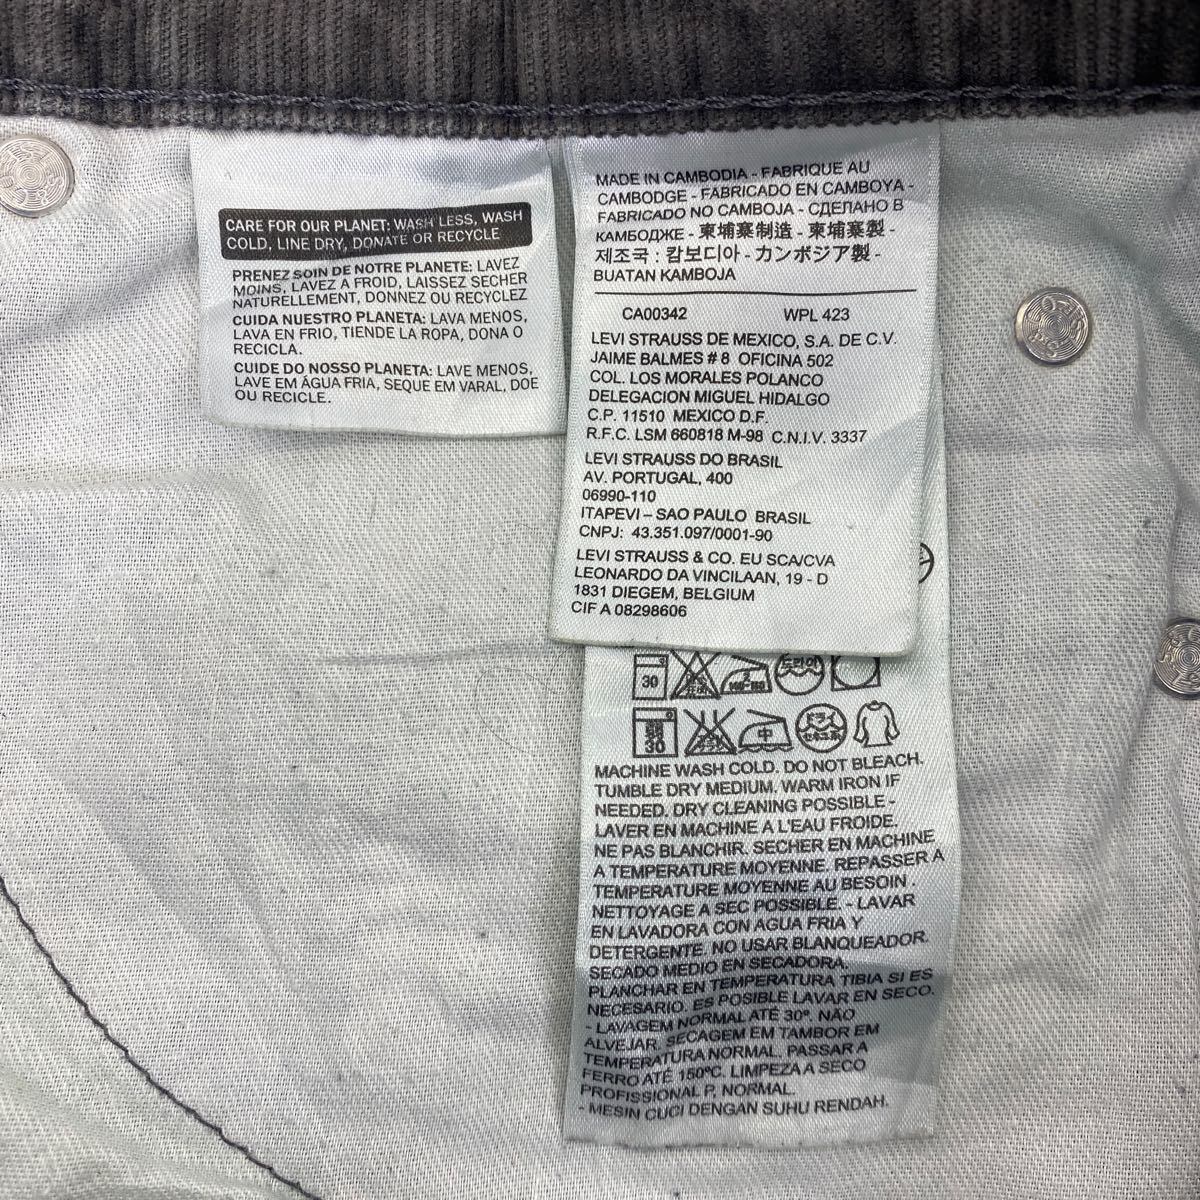 CARE FOR OUR PLANET: WASH LESS, WASH
COLD, LINE DRY, DONATE OR RECYCLE
PRENEZ SOIN DE NOTRE PLANETE: LAVEZ
MOINS, LAVEZ A FROID, LAISSEZ SECHER
NATURELLEMENT, DONNEZ OU RECYCLEZ
CUIDA NUESTRO PLANETA: LAVA MENOS,
LAVA EN FRIO, TIENDE LA ROPA, DONA O
RECICLA.
CUIDE DO NOSSO PLANETA: LAVE MENOS,
LAVE EM ÁGUA FRIA, SEQUE EM VARAL, DOE
OU RECICLE.
MADE IN CAMBODIA - FABRIQUE AU
CAMBODGE - FABRICADO EN CAMBOYA -
FABRICADO NO CAMBOJA - СДЕЛАНО В
КАМБОДЖЕ - 柬埔寨制造 - 柬埔寨製 -
제조국 : 캄보디아 - カンボジア製 -
BUATAN KAMBOJA
CA00342 WPL 423
LEVI STRAUSS DE MEXICO, S.A. DE C.V.
JAIME BALMES # 8 OFICINA 502
COL. LOS MORALES POLANCO
DELEGACION MIGUEL HIDALGO
C.P. 11510 MEXICO D.F.
R.F.C. LSM 660818 M-98 C.N.I.V. 3337
LEVI STRAUSS DO BRASIL
AV. PORTUGAL, 400
06990-110
ITAPEVI – SAO PAULO BRASIL
CNPJ: 43.351.097/0001-90
LEVI STRAUSS & CO. EU SCA/CVA
LEONARDO DA VINCILAAN, 19 - D
1831 DIEGEM, BELGIUM
CIF A 08298606
30 드라이
弱 30 中 ドライ
MACHINE WASH COLD. DO NOT BLEACH.
TUMBLE DRY MEDIUM. WARM IRON IF
NEEDED. DRY CLEANING POSSIBLE -
LAVER EN MACHINE A L'EAU FROIDE.
NE PAS BLANCHIR. SECHER EN MACHINE
A TEMPERATURE MOYENNE. REPASSER A
TEMPERATURE MOYENNE AU BESOIN .
NETTOYAGE A SEC POSSIBLE. - LAVAR
EN LAVADORA CON AGUA FRIA Y
DETERGENTE. NO USAR BLANQUEADOR.
SECADO MEDIO EN SECADORA.
PLANCHAR EN TEMPERATURA TIBIA SI ES
NECESARIO. ES POSIBLE LAVAR EN SECO.
- LAVAGEM NORMAL ATÉ 30º. NÃO
ALVEJAR. SECAGEM EM TAMBOR EM
TEMPERATURA NORMAL. PASSAR A
FERRO ATÉ 150ºC. LIMPEZA A SECO
PROFISSIONAL P, NORMAL.
- MESIN CUCI DENGAN SUHU RENDAH.